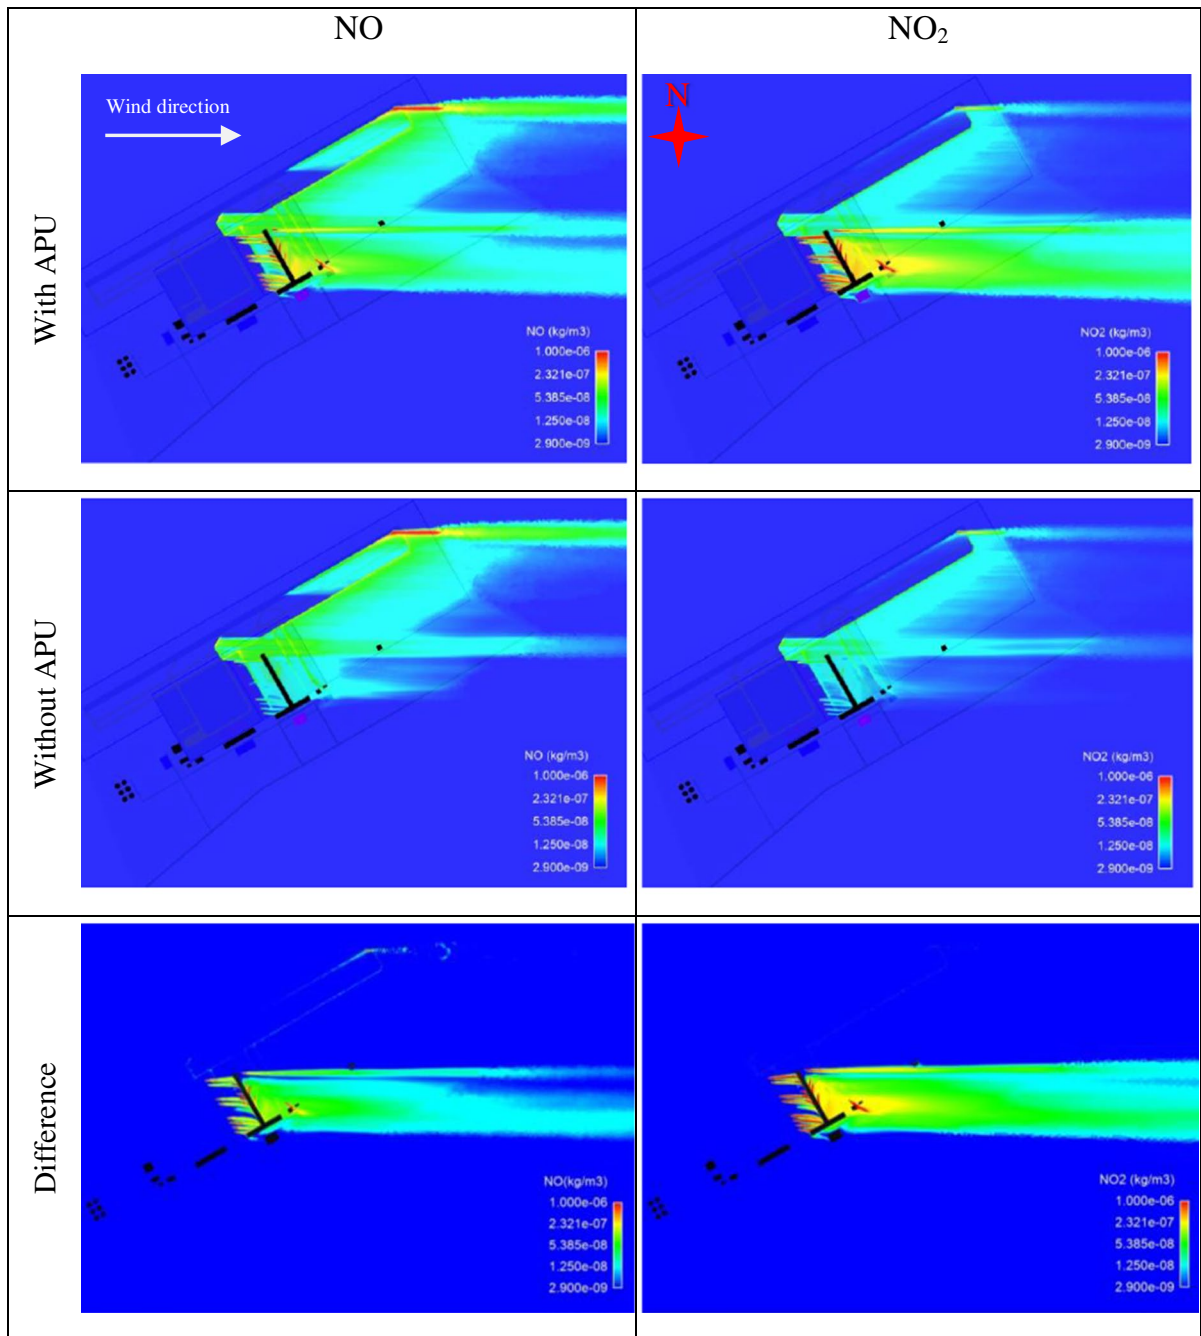 NO
NO₂
With APU
Wind direction
NO (kg/m3)
1.000e-06
2.321e-07
5.385e-08
1.250e-08
2.900e-09
N
NO2 (kg/m3)
1.000e-06
2.321e-07
5.385e-08
1.250e-08
2.900e-09
Without APU
NO (kg/m3)
1.000e-06
2.321e-07
5.385e-08
1.250e-08
2.900e-09
NO2 (kg/m3)
1.000e-06
2.321e-07
5.385e-08
1.250e-08
2.900e-09
Difference
NO(kg/m3)
1.000e-06
2.321e-07
5.385e-08
1.250e-08
2.900e-09
NO2 (kg/m3)
1.000e-06
2.321e-07
5.385e-08
1.250e-08
2.900e-09